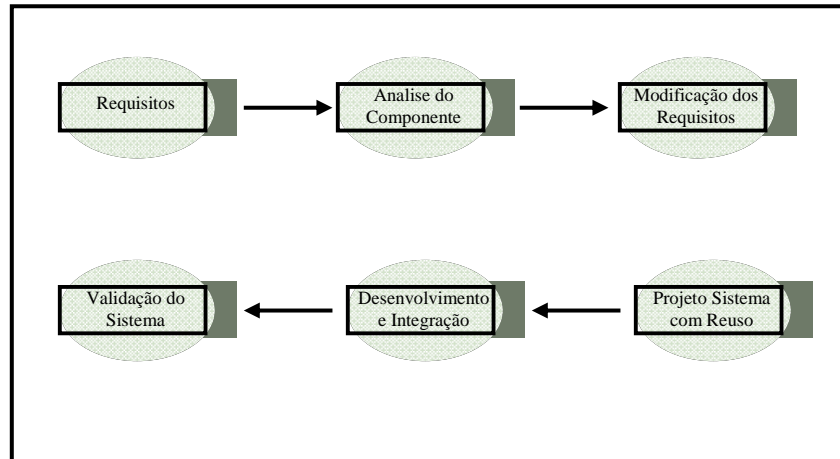 Requisitos
Analise do
Componente
Modificação dos
Requisitos
Validação do
Sistema
Desenvolvimento
e Integração
Projeto Sistema
com Reuso